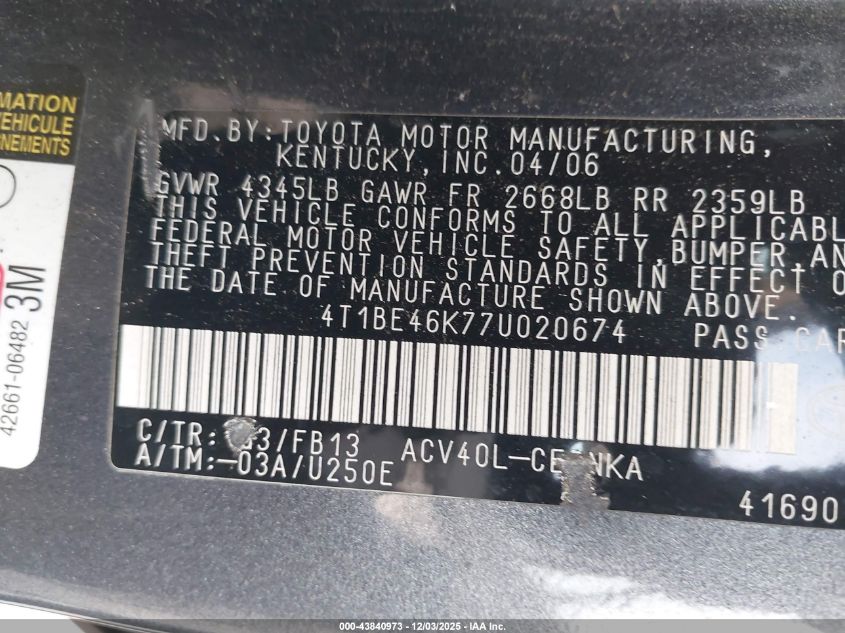 MATION
VEHICULE
NEMENTS
42661-06482 3M
MFD. BY: TOYOTA MOTOR MANUFACTURING,
KENTUCKY, INC. 04/06
GVWR 4345LB GAWR FR 2668LB RR 2359LB
THIS VEHICLE CONFORMS TO ALL APPLICABL
FEDERAL MOTOR VEHICLE SAFETY, BUMPER, AN
THEFT PREVENTION STANDARDS IN EFFECT O
THE DATE OF MANUFACTURE SHOWN ABOVE.
4T1BE46K77U020674 PASS CAR
C/TR: G3/FB13 ACV40L-CE NKA
A/TM:-03A/U250E
41690
000-43840973 - 12/03/2025 - IAA Inc.